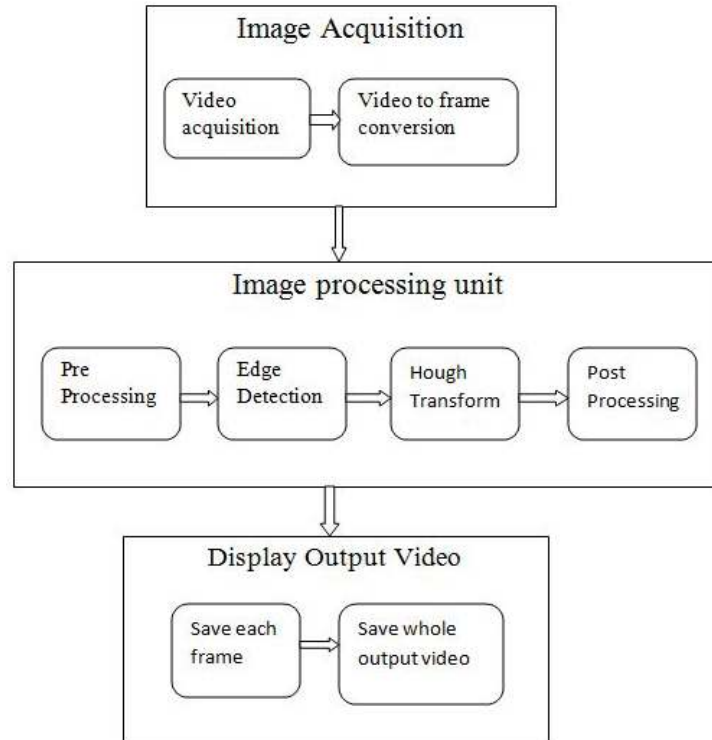 Image Acquisition
Video
acquisition
Video to frame
conversion
Image processing unit
Pre
Processing
Edge
Detection
Hough
Transform
Post
Processing
Display Output Video
Save each
frame
Save whole
output video